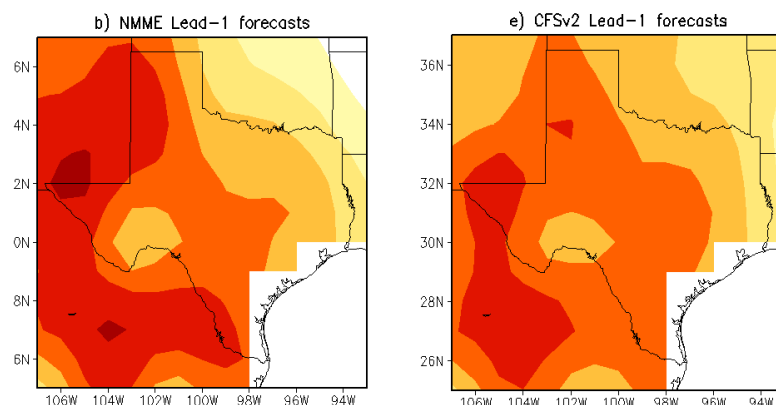 b) NMME Lead-1 forecasts
6N
4N
2N
0N
8N
6N
106W 104W 102W 100W 98W 96W 94W
e) CFSv2 Lead-1 forecasts
36N
34N
32N
30N
28N
26N
106W 104W 102W 100W 98W 96W 94W